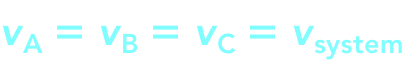 v_A = v_B = v_C = v_system